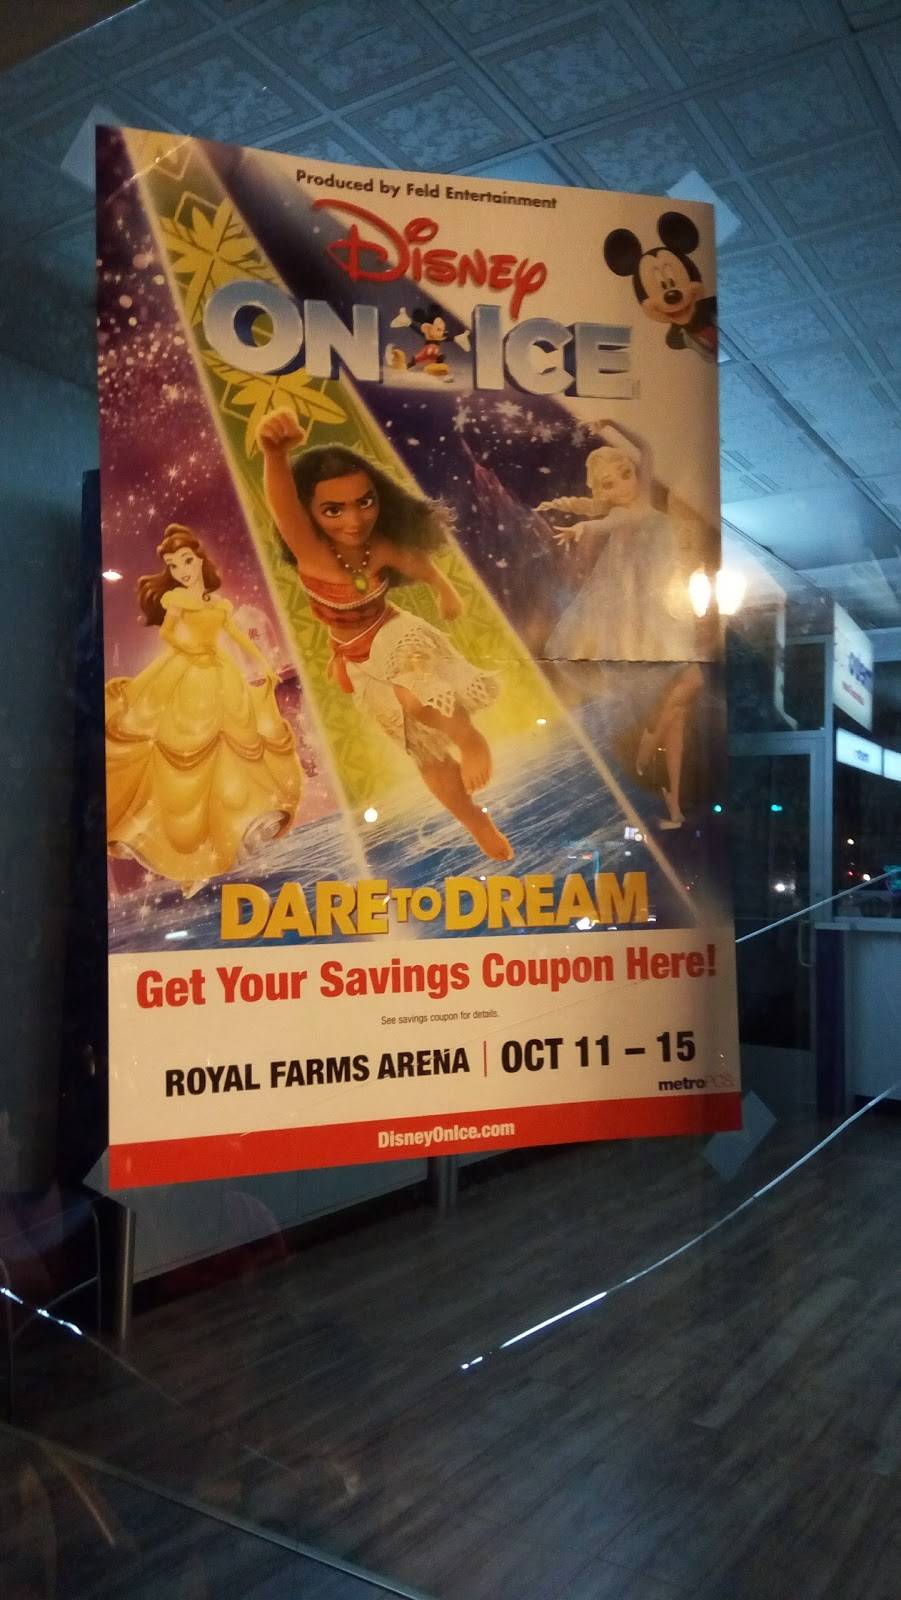 Produced by Feld Entertainment
Disney
ON ICE
DARE TO DREAM
Get Your Savings Coupon Here!
See savings coupon for details.
ROYAL FARMS ARENA | OCT 11 – 15
metroPCS.
DisneyOnIce.com